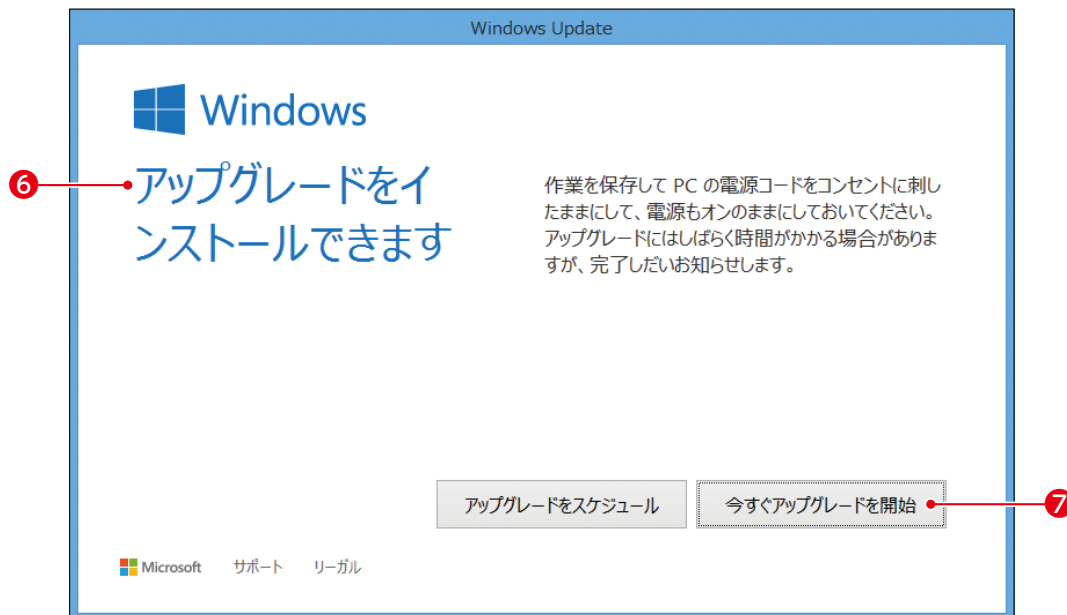 Windows Update
Windows
❻
アップグレードをイ
ンストールできます
作業を保存して PC の電源コードをコンセントに刺し
たままにして、電源もオンのままにしておいてください。
アップグレードにはしばらく時間がかかる場合がありま
すが、完了しだいお知らせします。
アップグレードをスケジュール
今すぐアップグレードを開始
❼
Microsoft サポート リーガル